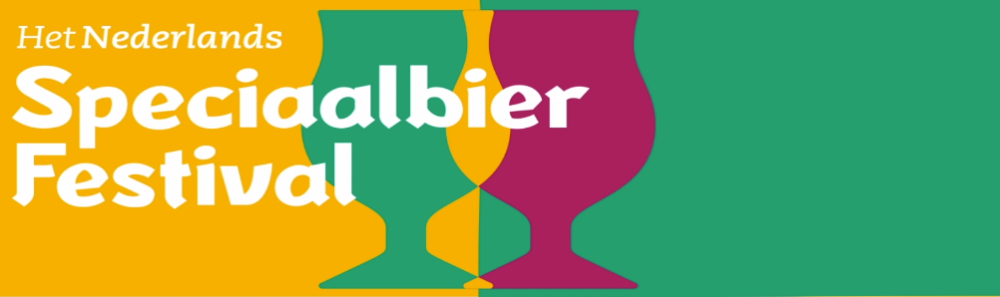 Het Nederlands
Speciaalbier
Festival